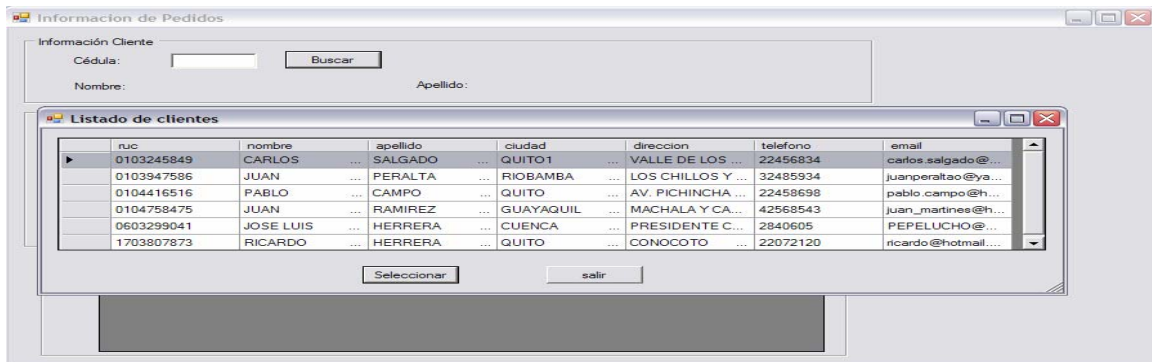 Informacion de Pedidos
Información Cliente
Cédula: Buscar
Nombre: Apellido:
Listado de clientes
ruc nombre apellido ciudad direccion telefono email
0103245849 CARLOS ... SALGADO ... QUITO1 ... VALLE DE LOS ... 22456834 carlos.salgado@...
0103947586 JUAN ... PERALTA ... RIOBAMBA ... LOS CHILLOS Y ... 32485934 juanperaltao@ya...
0104416516 PABLO ... CAMPO ... QUITO ... AV. PICHINCHA ... 22458698 pablo.campo@h...
0104758475 JUAN ... RAMIREZ ... GUAYAQUIL ... MACHALA Y CA... 42568543 juan_martines@h...
0603299041 JOSE LUIS ... HERRERA ... CUENCA ... PRESIDENTE C... 2840605 PEPELUCHO@...
1703807873 RICARDO ... HERRERA ... QUITO ... CONOCOTO ... 22072120 ricardo@hotmail....
Seleccionar salir